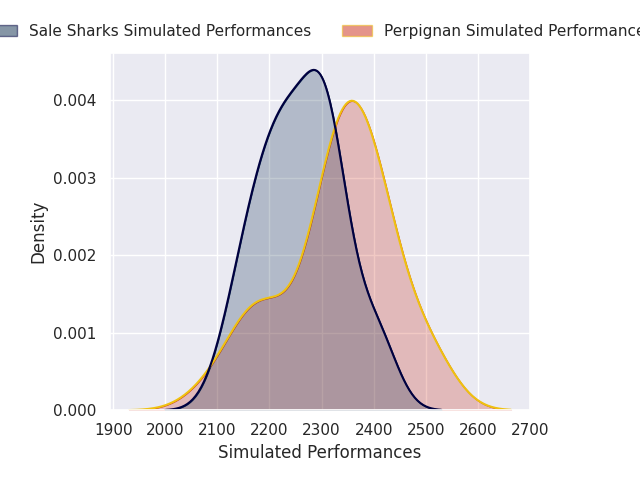 Sale Sharks Simulated Performances Perpignan Simulated Performance
0.004
0.003
0.002
0.001
0.000
Density
1900 2000 2100 2200 2300 2400 2500 2600 2700
Simulated Performances